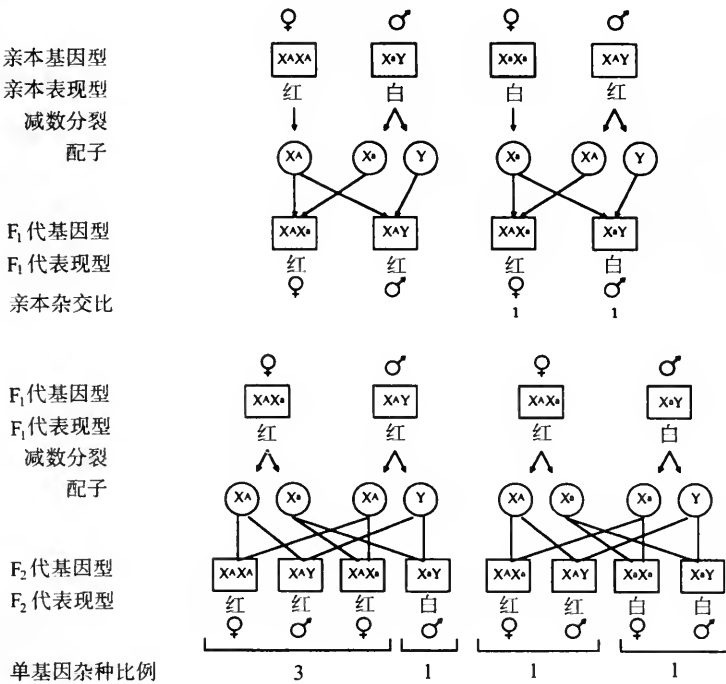 ♀ ♂ ♀ ♂
亲本基因型 XᴬXᴬ XᵃY XᵃXᵃ XᴬY
亲本表现型 红 白 白 红
减数分裂
配子 Xᴬ Xᵃ Y Xᵃ Xᴬ Y
F₁代基因型 XᴬXᵃ XᴬY XᴬXᵃ XᵃY
F₁代表现型 红 红 红 白
♀ ♂ ♀ ♂
亲本杂交比 1 1
♀ ♂ ♀ ♂
F₁代基因型 XᴬXᵃ XᴬY XᴬXᵃ XᵃY
F₁代表现型 红 红 红 白
减数分裂
配子 Xᴬ Xᵃ Xᴬ Y Xᴬ Xᵃ Xᵃ Y
F₂代基因型 XᴬXᴬ XᴬY XᴬXᵃ XᵃY XᴬXᵃ XᴬY XᵃXᵃ XᵃY
F₂代表现型 红 红 红 白 红 红 白 白
♀ ♂ ♀ ♂ ♀ ♂ ♀ ♂
单基因杂种比例 3 1 1 1